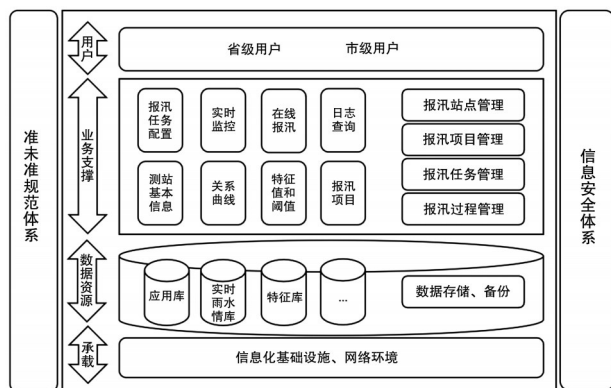 准未准规范体系
用户
省级用户 市级用户
业务支撑
报汛
任务
配置
实时
监控
在线
报汛
日志
查询
测站
基本
信息
关系
曲线
特征
值和
阈值
报汛
项目
报汛站点管理
报汛项目管理
报汛任务管理
报汛过程管理
数据资源
应用库
实时
雨水
情库
特征库
...
数据存储、备份
承载
信息化基础设施、网络环境
信息安全体系